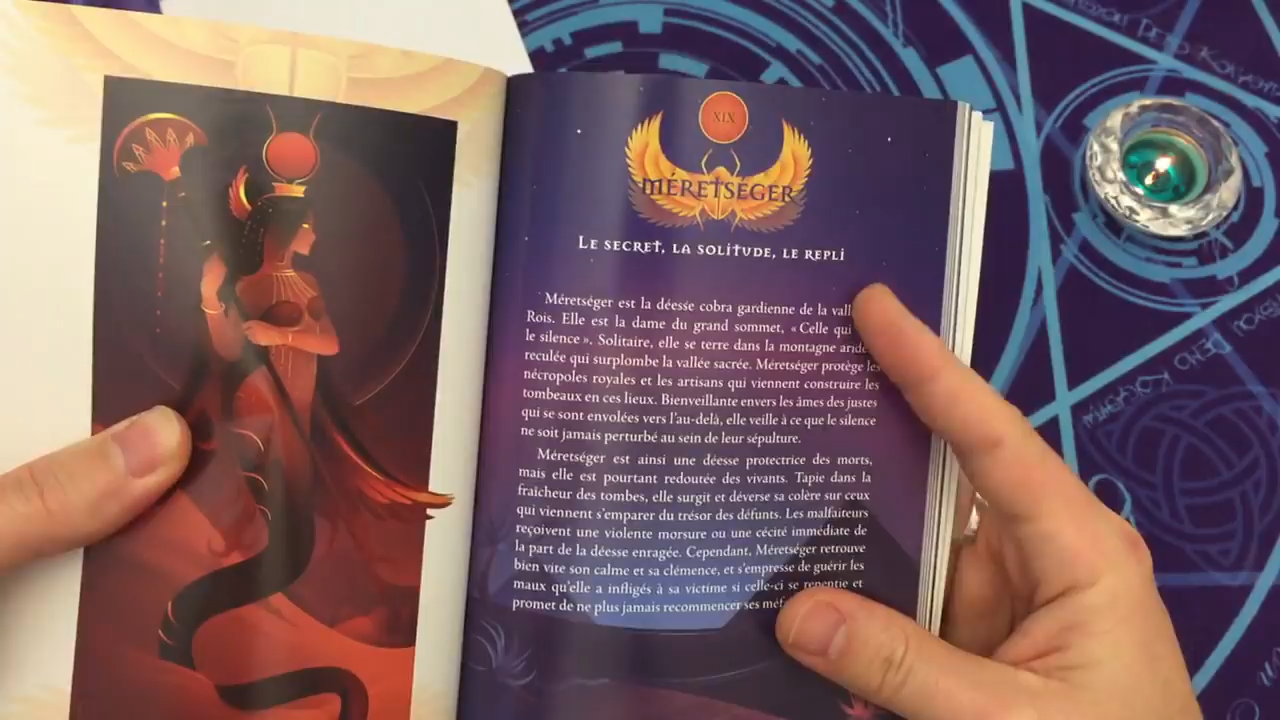 XIX
MÉRETSÉGER
LE SECRET, LA SOLITUDE, LE REPLI
Méretséger est la déesse cobra gardienne de la
Rois. Elle est la dame du grand sommet, « Celle qui
le silence ». Solitaire, elle se terre dans la montagne
reculée qui surplombe la vallée sacrée. Méretséger protège les
nécropoles royales et les artisans qui viennent construire les
tombeaux en ces lieux. Bienveillante envers les âmes des justes
qui se sont envolées vers l'au-delà, elle veille à ce que le silence
ne soit jamais perturbé au sein de leur sépulture.
Méretséger est ainsi une déesse protectrice des morts,
mais elle est pourtant redoutée des vivants. Tapie dans la
fraîcheur des tombes, elle surgit et déverse sa colère sur ceux
qui viennent s'emparer du trésor des défunts. Les malfaiteurs
reçoivent une violente morsure ou une cécité immédiate de
la part de la déesse enragée. Cependant, Méretséger retrouve
bien vite son calme et sa clémence, et s'empresse de guérir les
maux qu'elle a infligés à sa victime si celle-ci se repentie et
promet de ne plus jamais recommencer ses